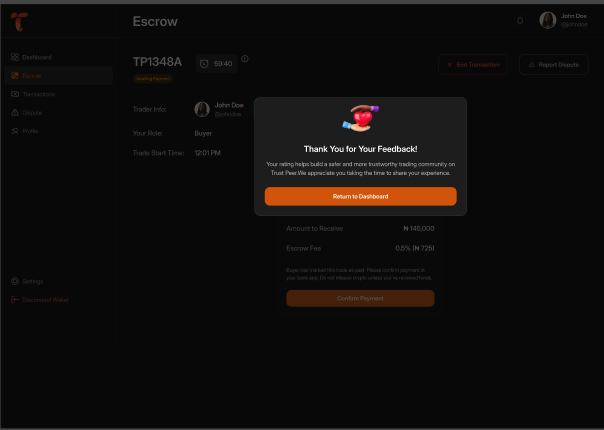 Escrow
John Doe
@johndoe
Dashboard
Escrow
Transactions
Dispute
Profile
Settings
Disconnect Wallet
TP1348A
59:40
Awaiting Payment
End Transaction
Report Dispute
Trader Info:
John Doe
@johndoe
Your Role:
Buyer
Trade Start Time:
12:01 PM
Thank You for Your Feedback!
Your rating helps build a safer and more trustworthy trading community on
Trust Peer.We appreciate you taking the time to share your experience.
Return to Dashboard
Amount to Receive
₦ 145,000
Escrow Fee
0.5% (₦ 725)
Buyer has marked this trade as paid. Please confirm payment in
your bank app. Do not release crypto unless you've received funds.
Confirm Payment